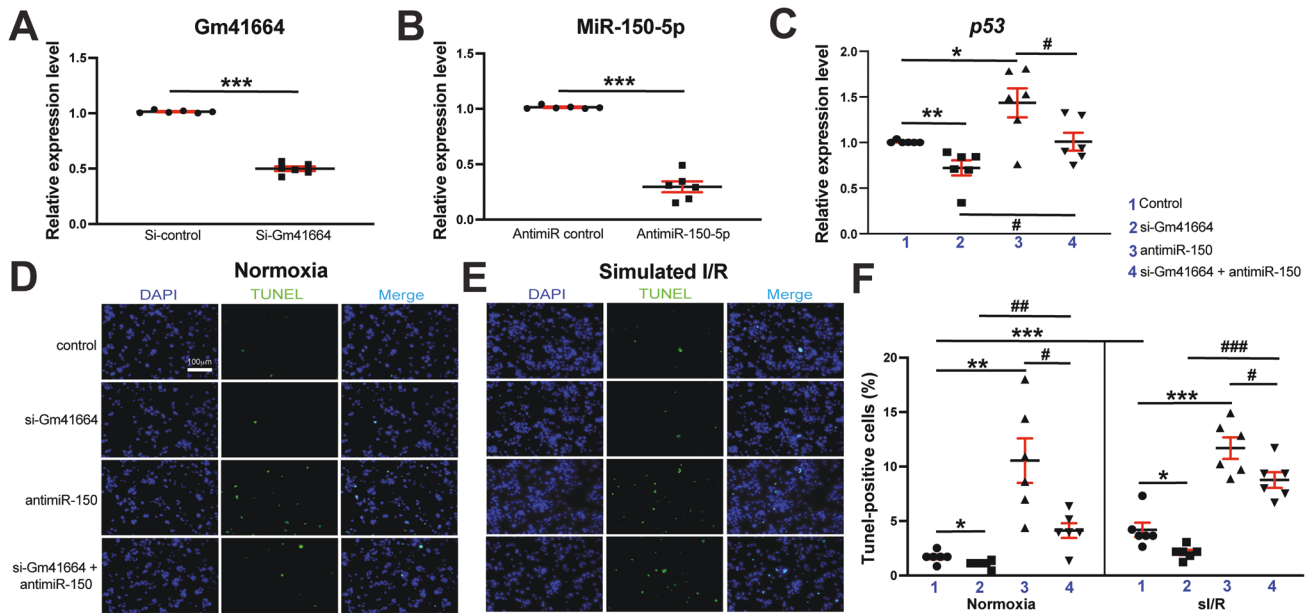 A
Gm41664
Relative expression level
1.5
1.0
0.5
0.0
***
Si-control
Si-Gm41664
B
MiR-150-5p
Relative expression level
1.5
1.0
0.5
0.0
***
AntimiR control
AntimiR-150-5p
C
p53
Relative expression level
2.0
1.5
1.0
0.5
0.0
*
#
**
#
1
2
3
4
1 Control
2 si-Gm41664
3 antimiR-150
4 si-Gm41664 + antimiR-150
D
Normoxia
DAPI
TUNEL
Merge
control
100µm
si-Gm41664
antimiR-150
si-Gm41664 +
antimiR-150
E
Simulated I/R
DAPI
TUNEL
Merge
F
Tunel-positive cells (%)
20
15
10
5
0
##
***
**
#
*
###
#
***
*
1
2
3
4
1
2
3
4
Normoxia
sI/R